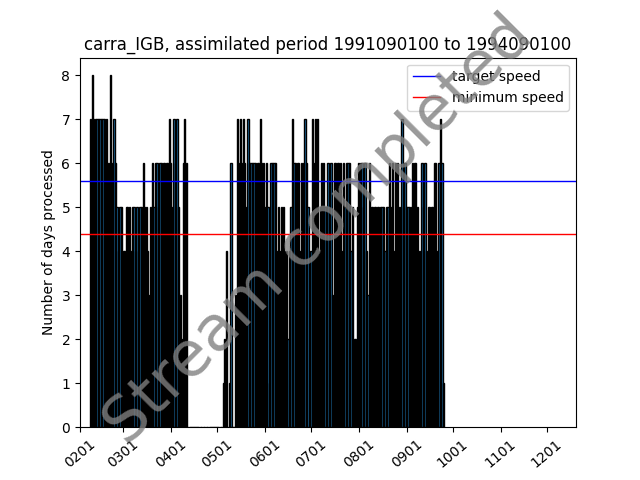 carra_IGB, assimilated period 1991090100 to 1994090100
target speed
minimum speed
Number of days processed
8
7
6
5
4
3
2
1
0
0201 0301 0401 0501 0601 0701 0801 0901 1001 1101 1201
Stream completed